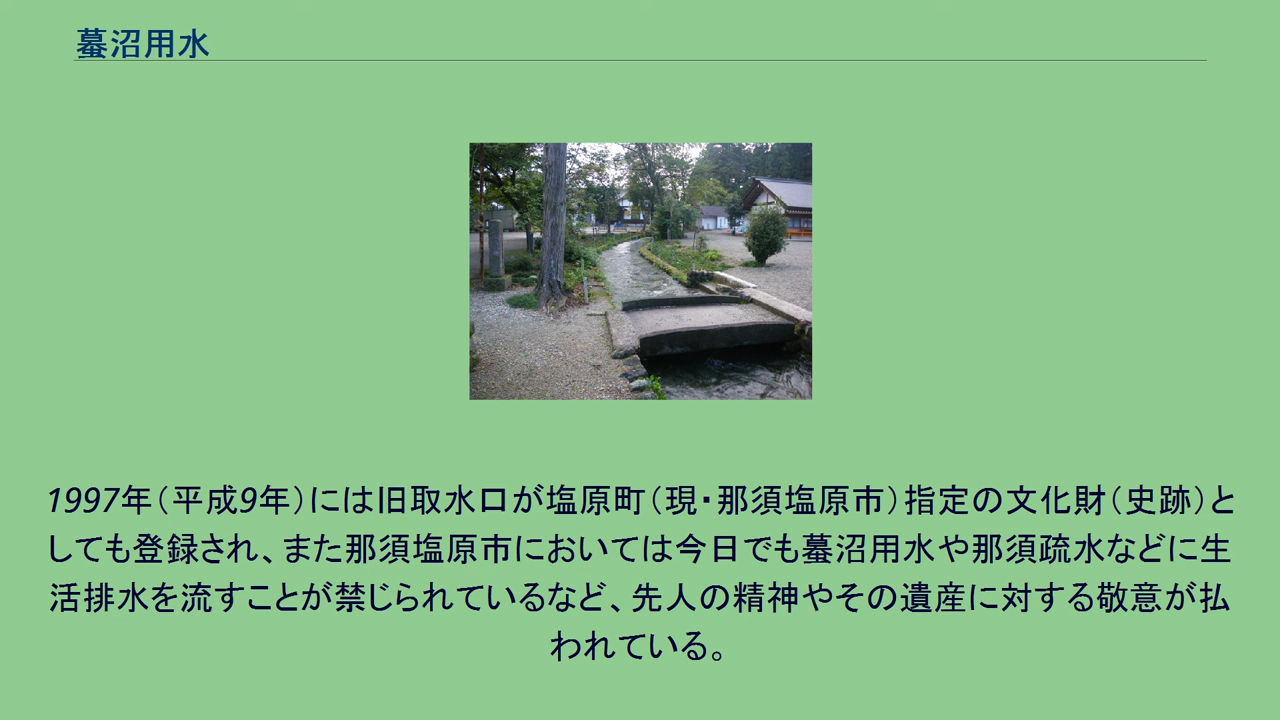 蟇沼用水
1997年（平成9年）には旧取水口が塩原町（現・那須塩原市）指定の文化財（史跡）と
しても登録され、また那須塩原市においては今日でも蟇沼用水や那須疏水などに生
活排水を流すことが禁じられているなど、先人の精神やその遺産に対する敬意が払
われている。